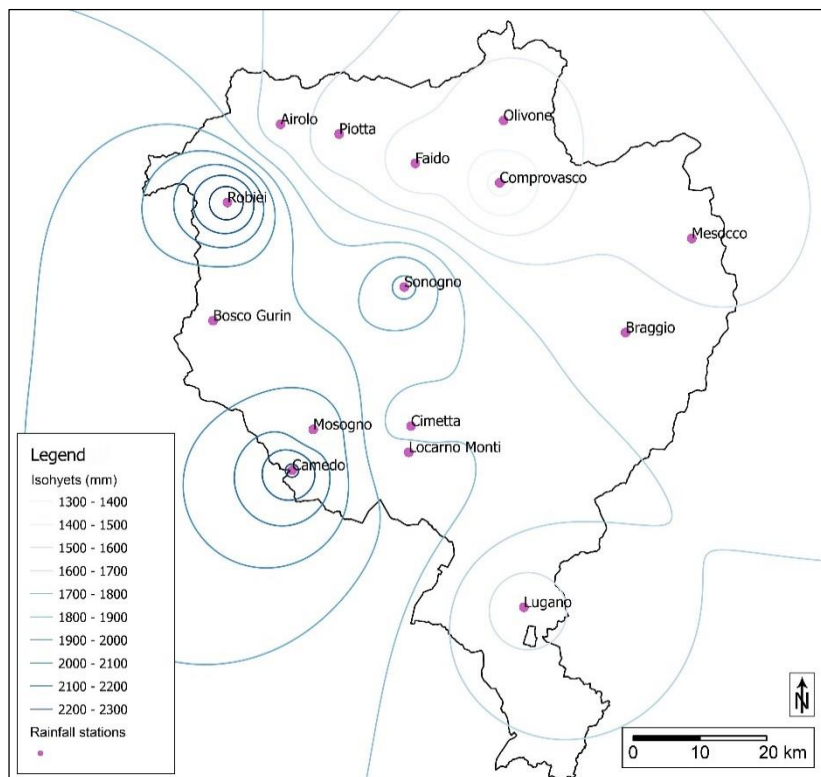 Airolo
Piotta
Olivone
Faido
Comprovasco
Robièi
Mesocco
Sonogno
Bosco Gurin
Braggio
Mosogno
Cimetta
Locarno Monti
Camedo
Lugano
Legend
Isohyets (mm)
1300 - 1400
1400 - 1500
1500 - 1600
1600 - 1700
1700 - 1800
1800 - 1900
1900 - 2000
2000 - 2100
2100 - 2200
2200 - 2300
Rainfall stations
N
0 10 20 km